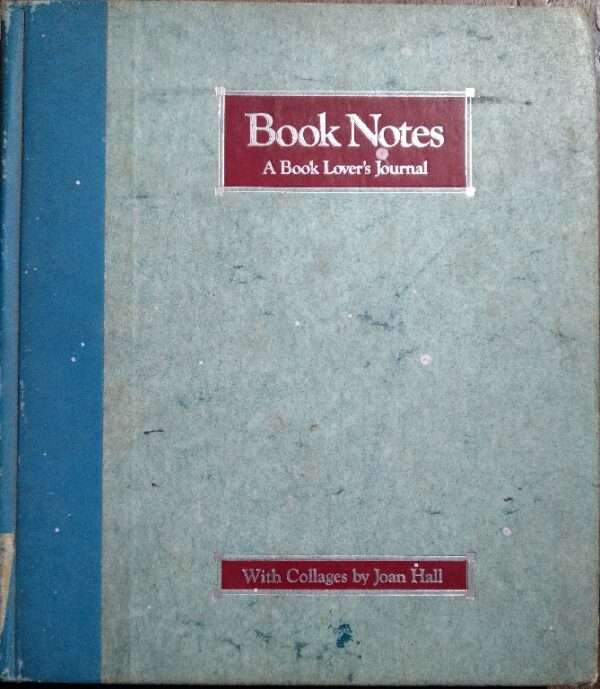 Book Notes
A Book Lover's Journal
With Collages by Joan Hall